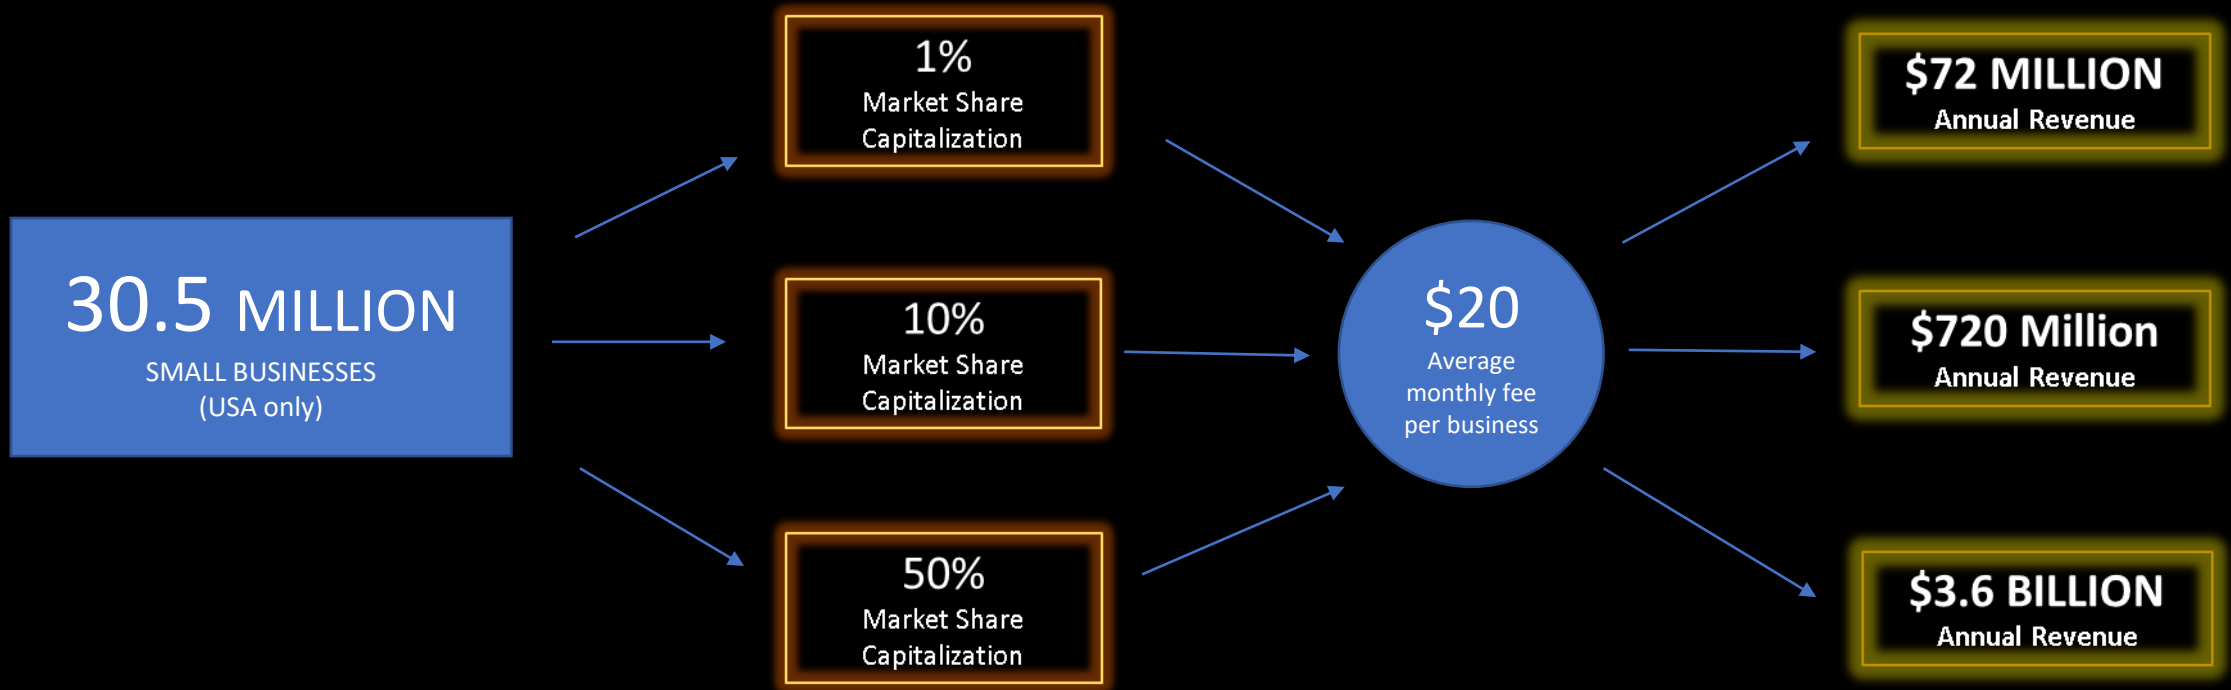 30.5 MILLION
SMALL BUSINESSES
(USA only)
1%
Market Share
Capitalization
10%
Market Share
Capitalization
50%
Market Share
Capitalization
$20
Average
monthly fee
per business
$72 MILLION
Annual Revenue
$720 Million
Annual Revenue
$3.6 BILLION
Annual Revenue